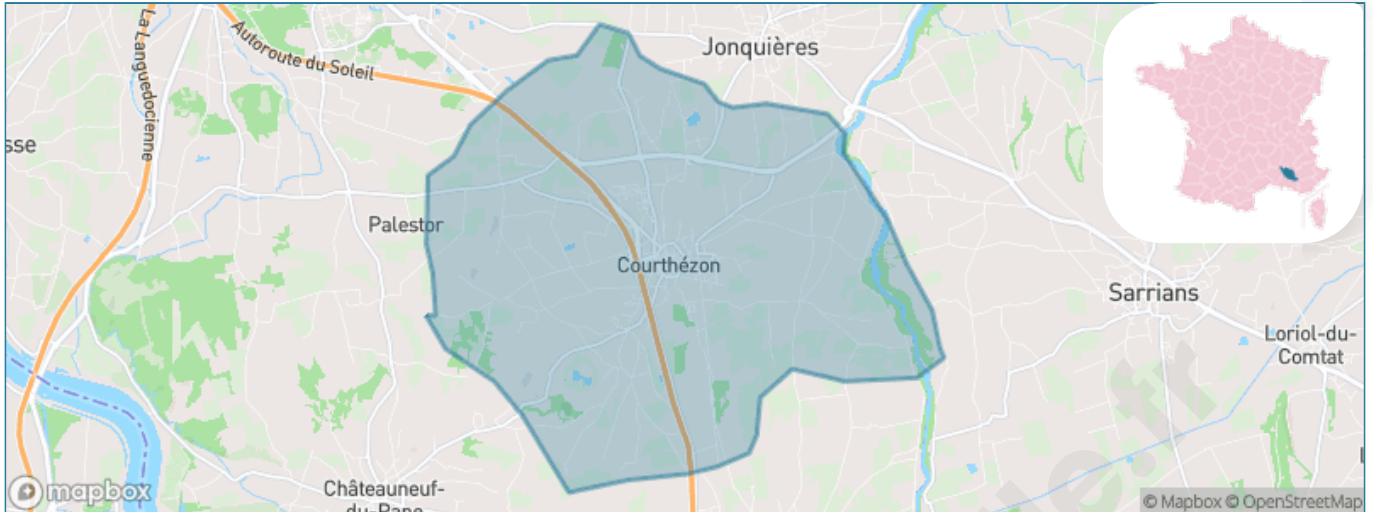 Jonquières
La Languedocienne
Autoroute du Soleil
sse
Palestor
Courthézon
Sarrians
Loriol-du-
Comtat
Châteauneuf-
du-Pape
mapbox
© Mapbox © OpenStreetMap